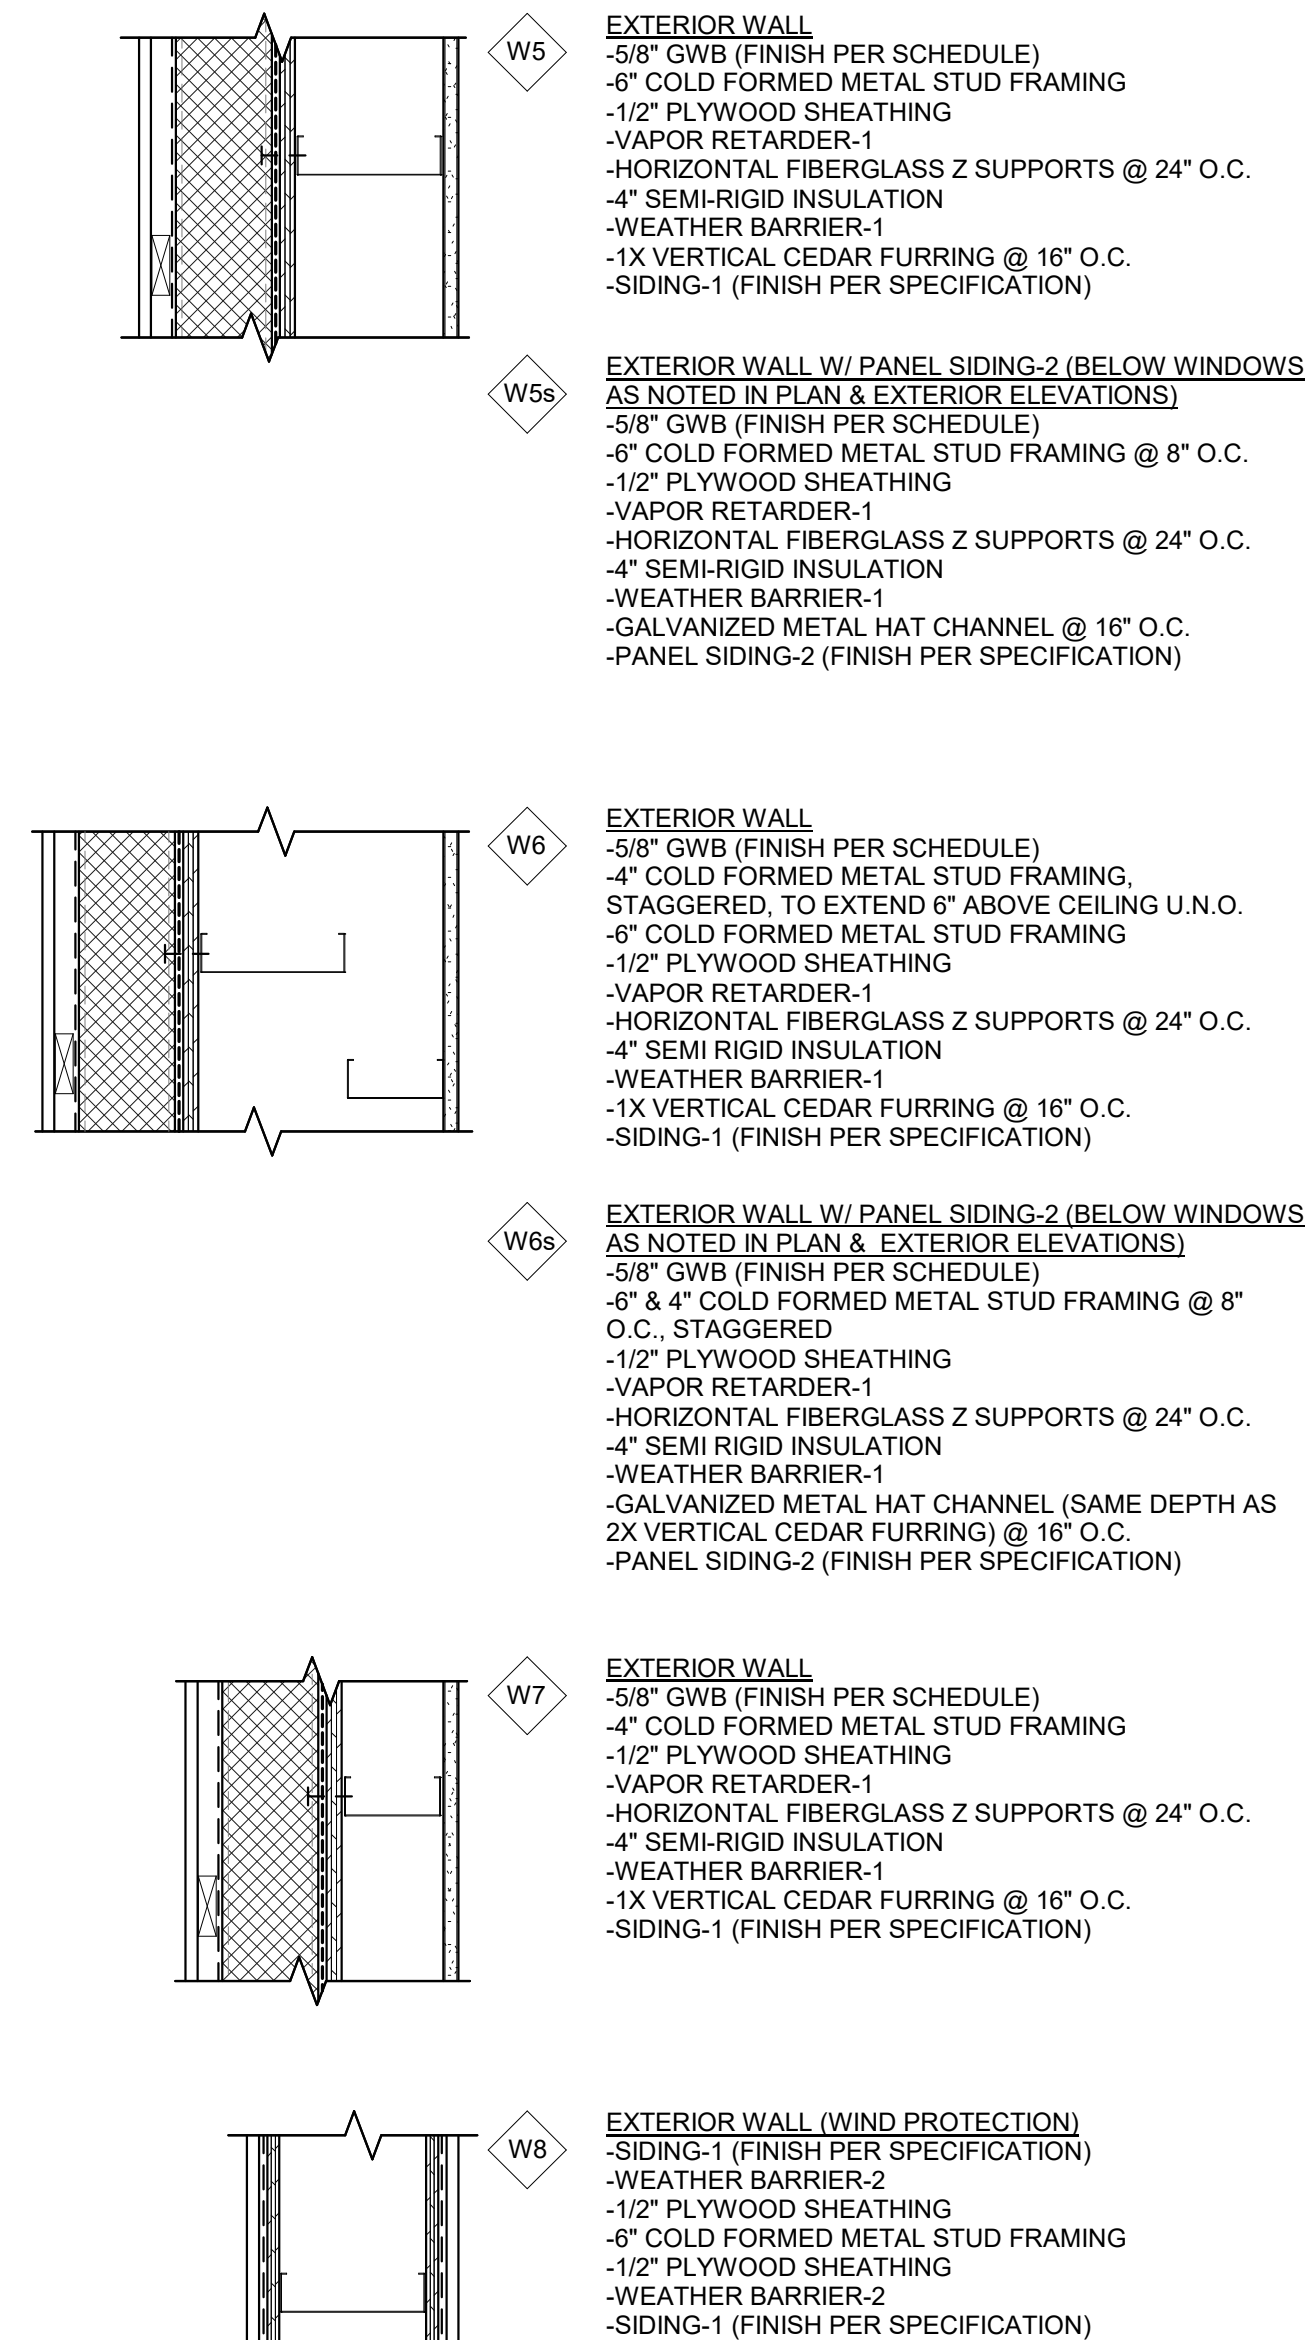 W5
EXTERIOR WALL
-5/8" GWB (FINISH PER SCHEDULE)
-6" COLD FORMED METAL STUD FRAMING
-1/2" PLYWOOD SHEATHING
-VAPOR RETARDER-1
-HORIZONTAL FIBERGLASS Z SUPPORTS @ 24" O.C.
-4" SEMI-RIGID INSULATION
-WEATHER BARRIER-1
-1X VERTICAL CEDAR FURRING @ 16" O.C.
-SIDING-1 (FINISH PER SPECIFICATION)
W5s
EXTERIOR WALL W/ PANEL SIDING-2 (BELOW WINDOWS
AS NOTED IN PLAN & EXTERIOR ELEVATIONS)
-5/8" GWB (FINISH PER SCHEDULE)
-6" COLD FORMED METAL STUD FRAMING @ 8" O.C.
-1/2" PLYWOOD SHEATHING
-VAPOR RETARDER-1
-HORIZONTAL FIBERGLASS Z SUPPORTS @ 24" O.C.
-4" SEMI-RIGID INSULATION
-WEATHER BARRIER-1
-GALVANIZED METAL HAT CHANNEL @ 16" O.C.
-PANEL SIDING-2 (FINISH PER SPECIFICATION)
W6
EXTERIOR WALL
-5/8" GWB (FINISH PER SCHEDULE)
-4" COLD FORMED METAL STUD FRAMING,
STAGGERED, TO EXTEND 6" ABOVE CEILING U.N.O.
-6" COLD FORMED METAL STUD FRAMING
-1/2" PLYWOOD SHEATHING
-VAPOR RETARDER-1
-HORIZONTAL FIBERGLASS Z SUPPORTS @ 24" O.C.
-4" SEMI RIGID INSULATION
-WEATHER BARRIER-1
-1X VERTICAL CEDAR FURRING @ 16" O.C.
-SIDING-1 (FINISH PER SPECIFICATION)
W6s
EXTERIOR WALL W/ PANEL SIDING-2 (BELOW WINDOWS
AS NOTED IN PLAN &  EXTERIOR ELEVATIONS)
-5/8" GWB (FINISH PER SCHEDULE)
-6" & 4" COLD FORMED METAL STUD FRAMING @ 8"
O.C., STAGGERED
-1/2" PLYWOOD SHEATHING
-VAPOR RETARDER-1
-HORIZONTAL FIBERGLASS Z SUPPORTS @ 24" O.C.
-4" SEMI RIGID INSULATION
-WEATHER BARRIER-1
-GALVANIZED METAL HAT CHANNEL (SAME DEPTH AS
2X VERTICAL CEDAR FURRING) @ 16" O.C.
-PANEL SIDING-2 (FINISH PER SPECIFICATION)
W7
EXTERIOR WALL
-5/8" GWB (FINISH PER SCHEDULE)
-4" COLD FORMED METAL STUD FRAMING
-1/2" PLYWOOD SHEATHING
-VAPOR RETARDER-1
-HORIZONTAL FIBERGLASS Z SUPPORTS @ 24" O.C.
-4" SEMI-RIGID INSULATION
-WEATHER BARRIER-1
-1X VERTICAL CEDAR FURRING @ 16" O.C.
-SIDING-1 (FINISH PER SPECIFICATION)
W8
EXTERIOR WALL (WIND PROTECTION)
-SIDING-1 (FINISH PER SPECIFICATION)
-WEATHER BARRIER-2
-1/2" PLYWOOD SHEATHING
-6" COLD FORMED METAL STUD FRAMING
-1/2" PLYWOOD SHEATHING
-WEATHER BARRIER-2
-SIDING-1 (FINISH PER SPECIFICATION)